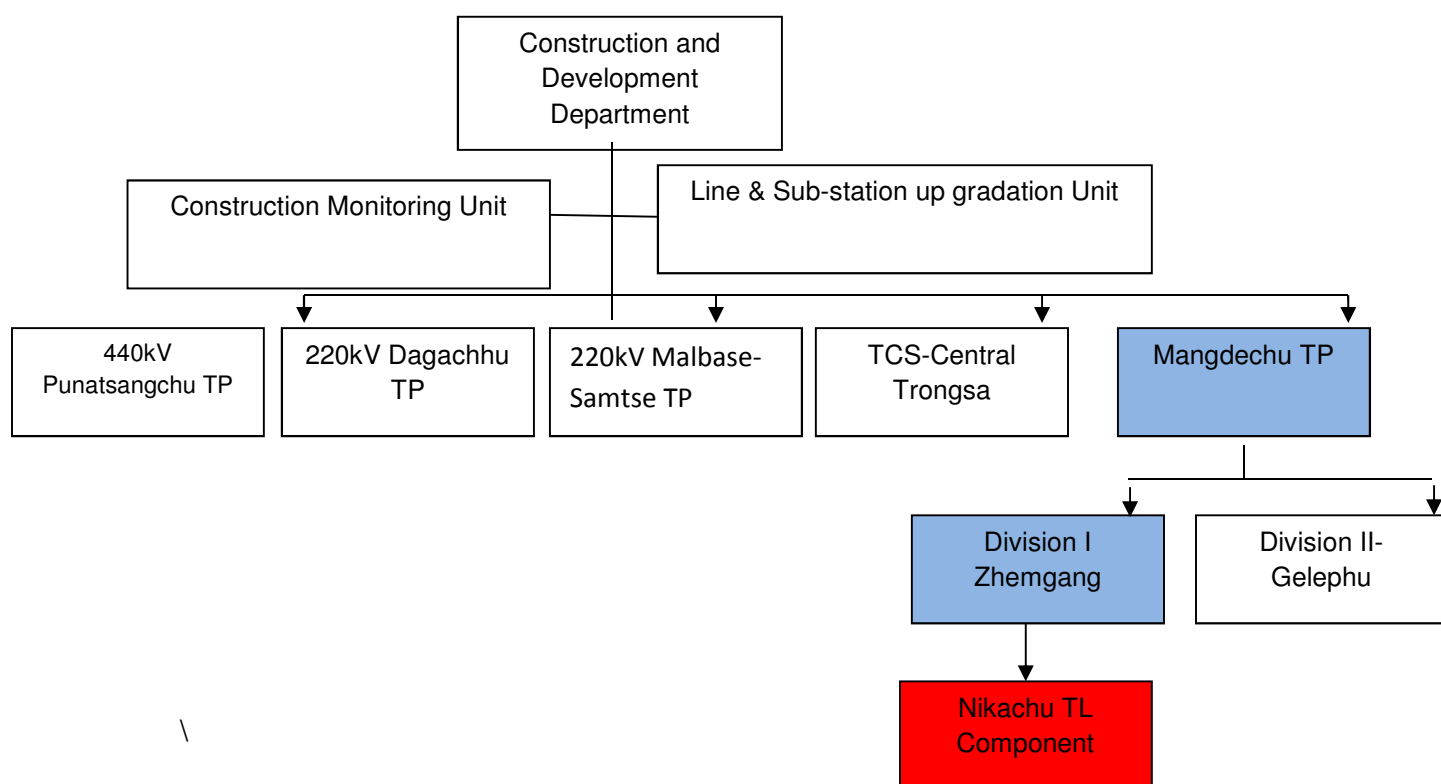 Construction and
Development
Department
Construction Monitoring Unit
Line & Sub-station up gradation Unit
440kV
Punatsangchu TP
220kV Dagachhu
TP
220kV Malbase-
Samtse TP
TCS-Central
Trongsa
Mangdechu TP
Division I
Zhemgang
Division II-
Gelephu
Nikachu TL
Component
\